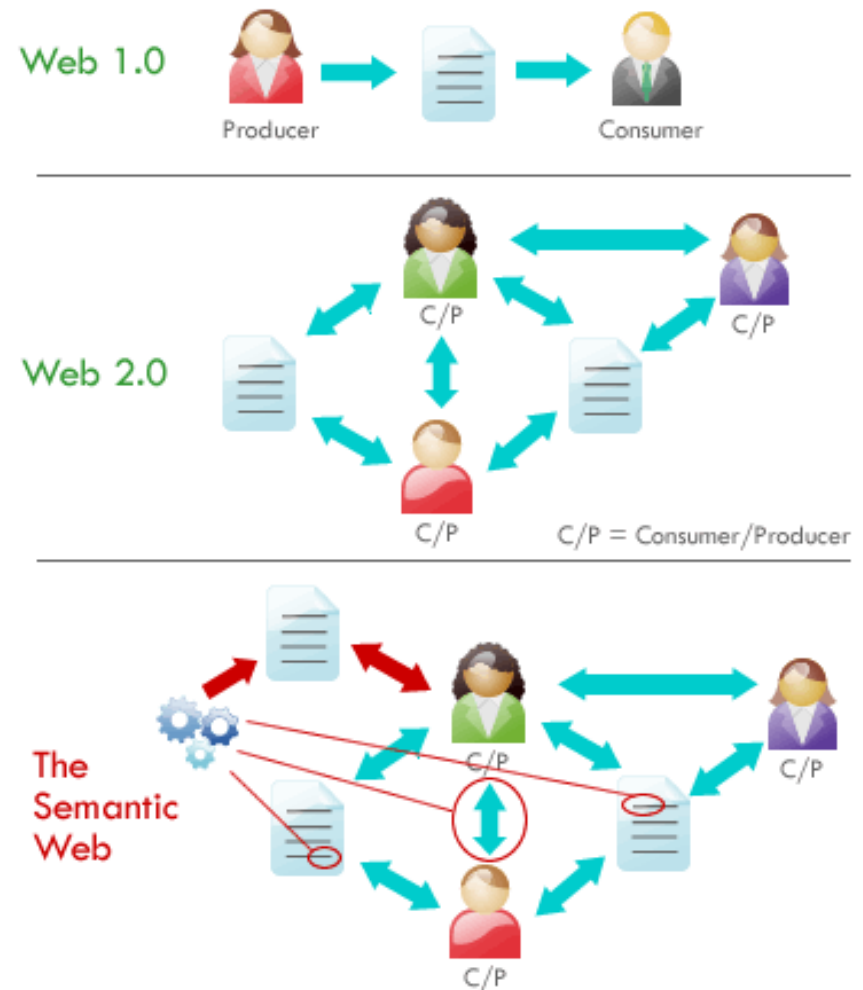 Web 1.0
Producer
Consumer
C/P
C/P
Web 2.0
C/P
C/P = Consumer/Producer
C/P
C/P
The
Semantic
Web
C/P